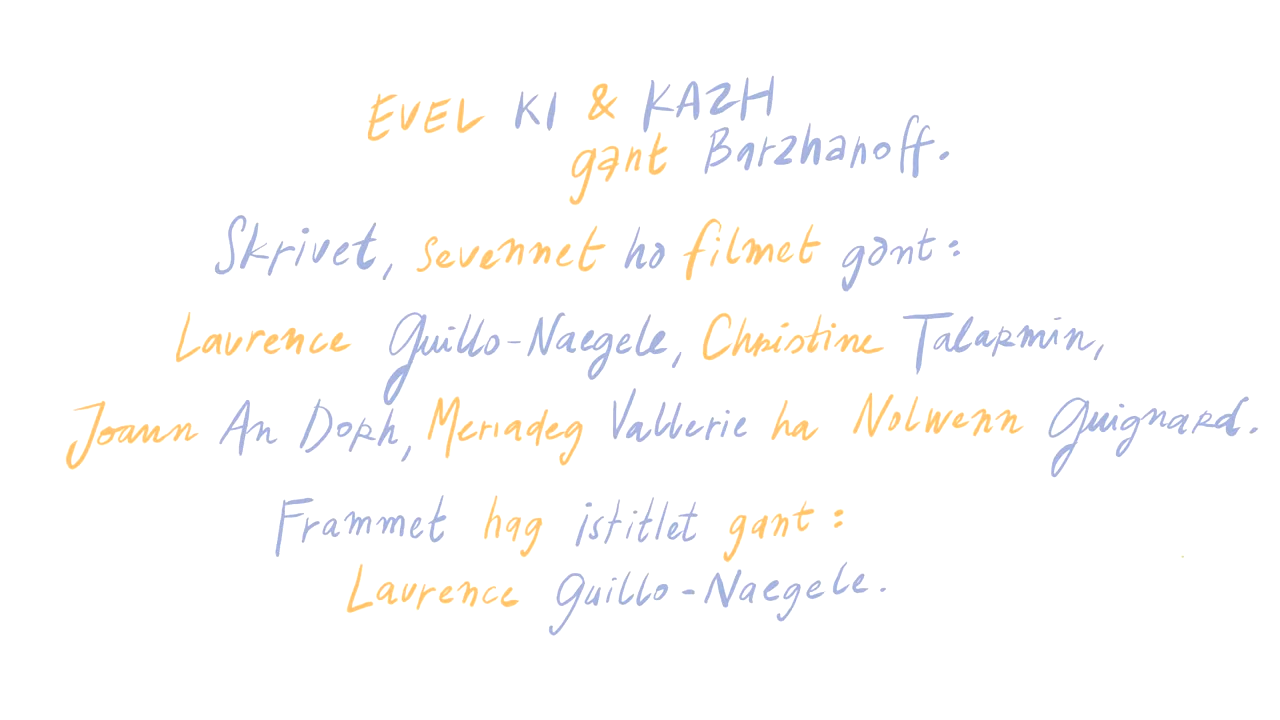 EVEL KI & KAZH
gant Barzhanoff.
Skrivet, sevennet ha filmet gant :
Laurence Guillo-Naegele, Christine Talarmin,
Joann An Dorh, Meriadeg Vallerie ha Nolwenn Guignard.
Frammet hag istitlet gant :
Laurence Guillo-Naegele.